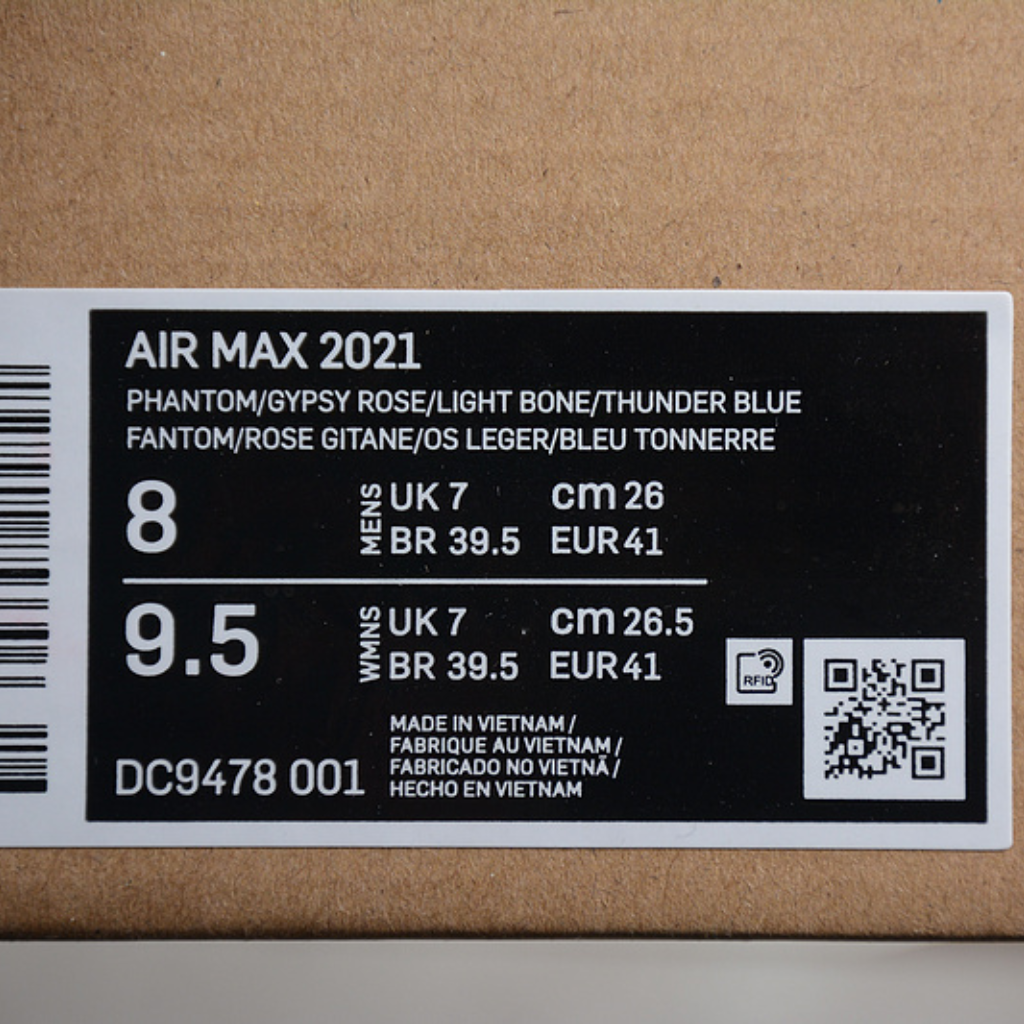 AIR MAX 2021
PHANTOM/GYPSY ROSE/LIGHT BONE/THUNDER BLUE
FANTOM/ROSE GITANE/OS LEGER/BLEU TONNERRE
8 MENS UK 7 cm 26
BR 39.5 EUR 41
9.5 WMNS UK 7 cm 26.5
BR 39.5 EUR 41
RFID
MADE IN VIETNAM /
FABRIQUE AU VIETNAM /
FABRICADO NO VIETNÃ /
HECHO EN VIETNAM
DC9478 001